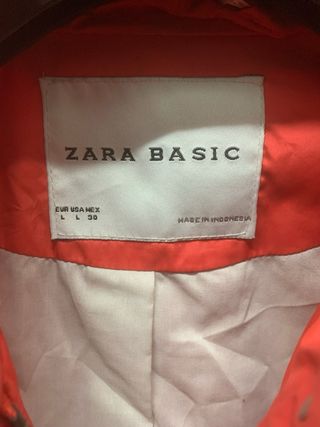 ZARA BASIC
EUR USA MEX
L L 30
MADE IN INDONESIA